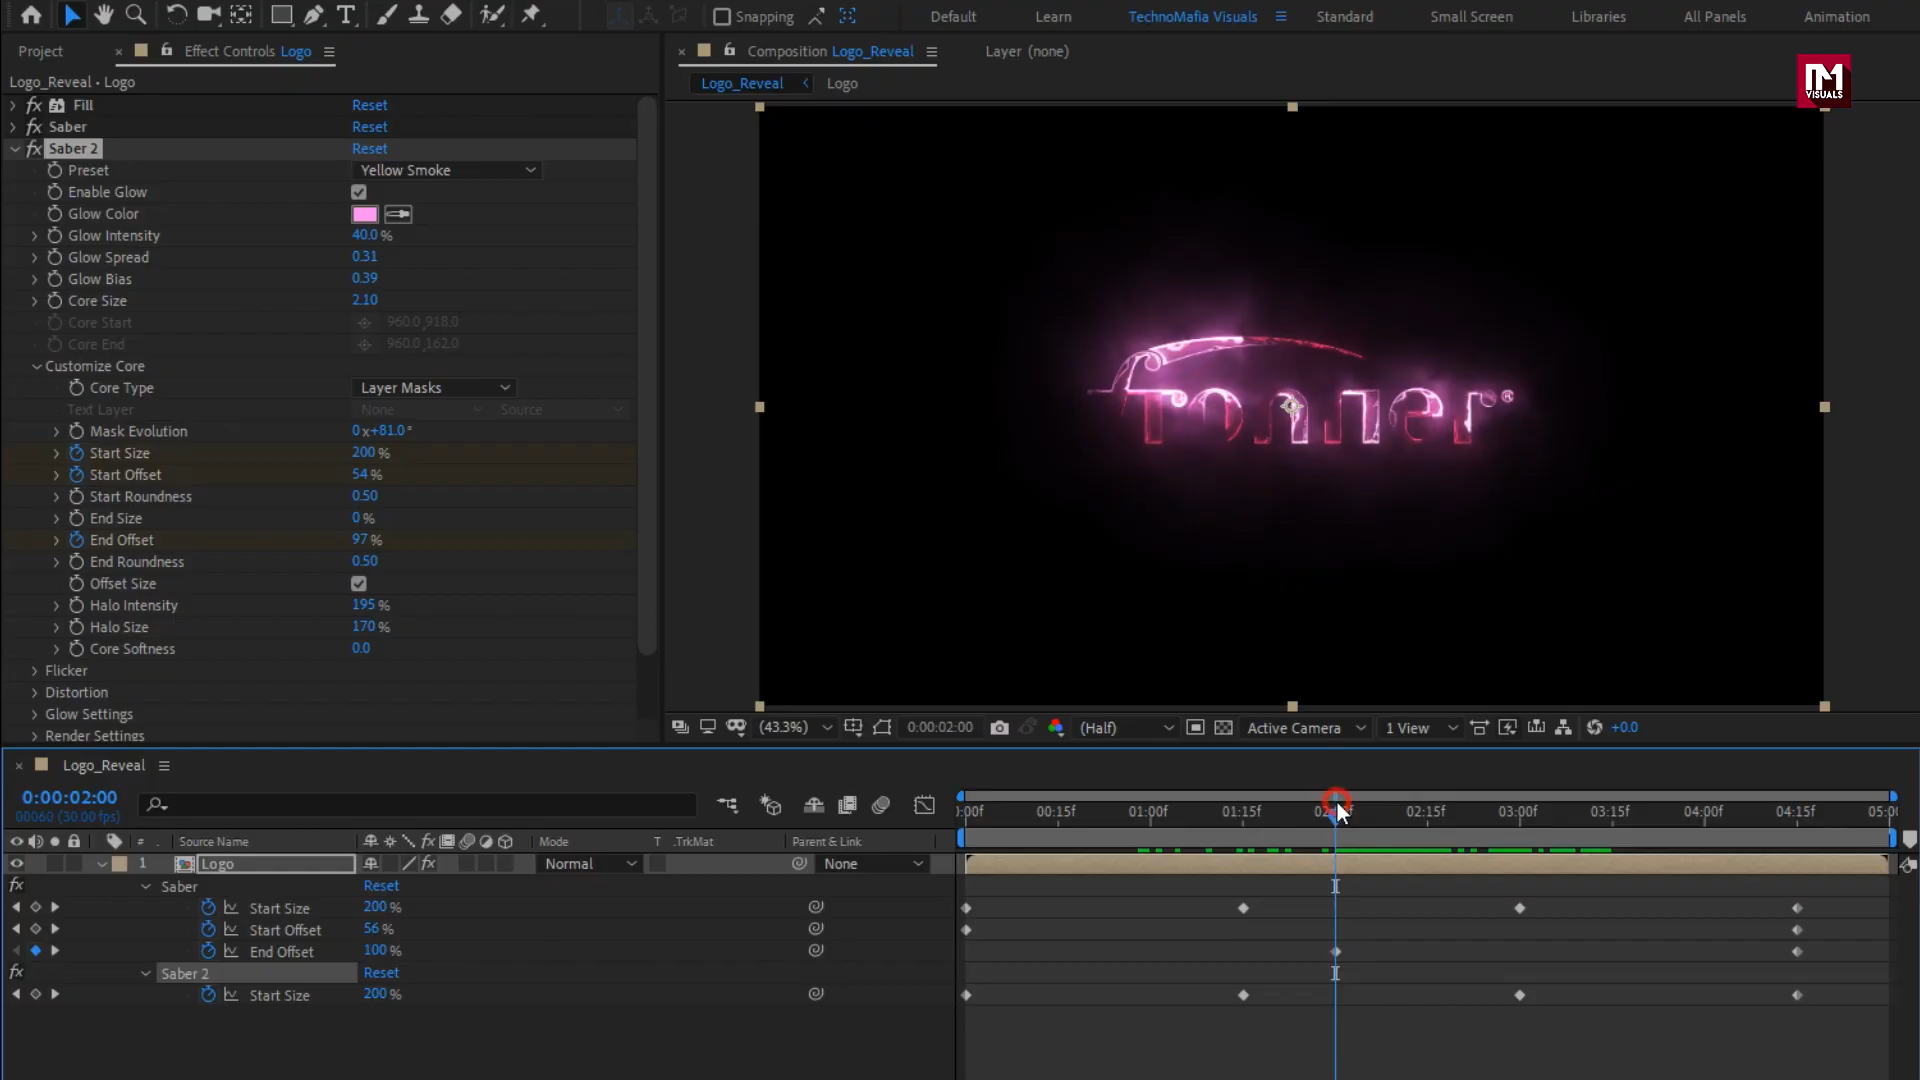 Snapping
Default
Learn
TechnoMafia Visuals
Standard
Small Screen
Libraries
All Panels
Animation
Project
Effect Controls Logo
Composition Logo_Reveal
Layer (none)
Logo_Reveal • Logo
Logo_Reveal
Logo
VISUALS
fx Fill Reset
fx Saber Reset
fx Saber 2 Reset
Preset Yellow Smoke
Enable Glow
Glow Color
Glow Intensity 40.0 %
Glow Spread 0.31
Glow Bias 0.39
Core Size 2.10
Core Start 960.0,918.0
Core End 960.0,162.0
Customize Core
Core Type Layer Masks
Text Layer None Source
Mask Evolution 0x+81.0°
Start Size 200 %
Start Offset 54 %
Start Roundness 0.50
End Size 0 %
End Offset 97 %
End Roundness 0.50
Offset Size
Halo Intensity 195 %
Halo Size 170 %
Core Softness 0.0
Flicker
Distortion
Glow Settings
Render Settings
(43.3%)
0:00:02:00
(Half)
Active Camera
1 View
+0.0
Logo_Reveal
0:00:02:00
00060 (30.00 fps)
# Source Name Mode T .TrkMat Parent & Link
1 Logo Normal None
fx Saber Reset
Start Size 200 %
Start Offset 56 %
End Offset 100 %
fx Saber 2 Reset
Start Size 200 %
:00f 00:15f 01:00f 01:15f 02:15f 03:00f 03:15f 04:00f 04:15f